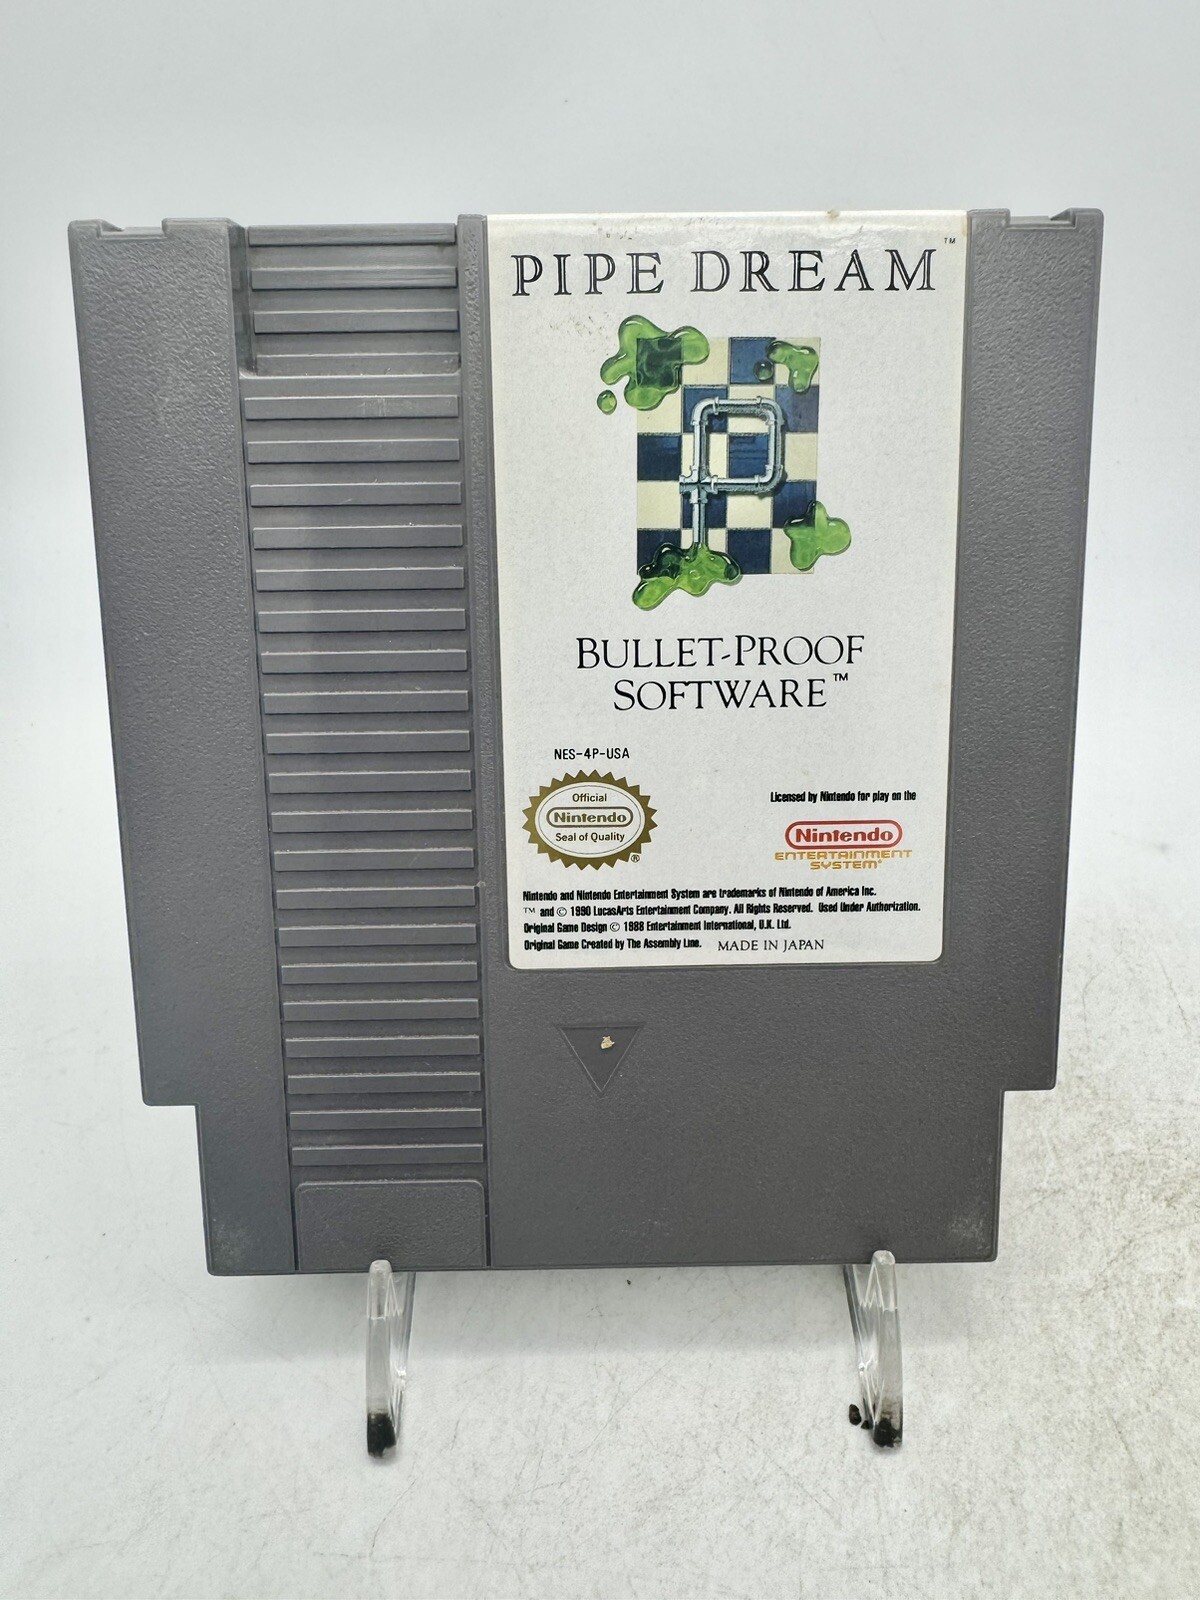 PIPE DREAM™
BULLET-PROOF
SOFTWARE™
NES-4P-USA
Official
Nintendo
Seal of Quality
®
Licensed by Nintendo for play on the
Nintendo
ENTERTAINMENT
SYSTEM®
Nintendo and Nintendo Entertainment System are trademarks of Nintendo of America Inc.
™ and © 1990 LucasArts Entertainment Company. All Rights Reserved. Used Under Authorization.
Original Game Design © 1988 Entertainment International, U.K. Ltd.
Original Game Created by The Assembly Line. MADE IN JAPAN